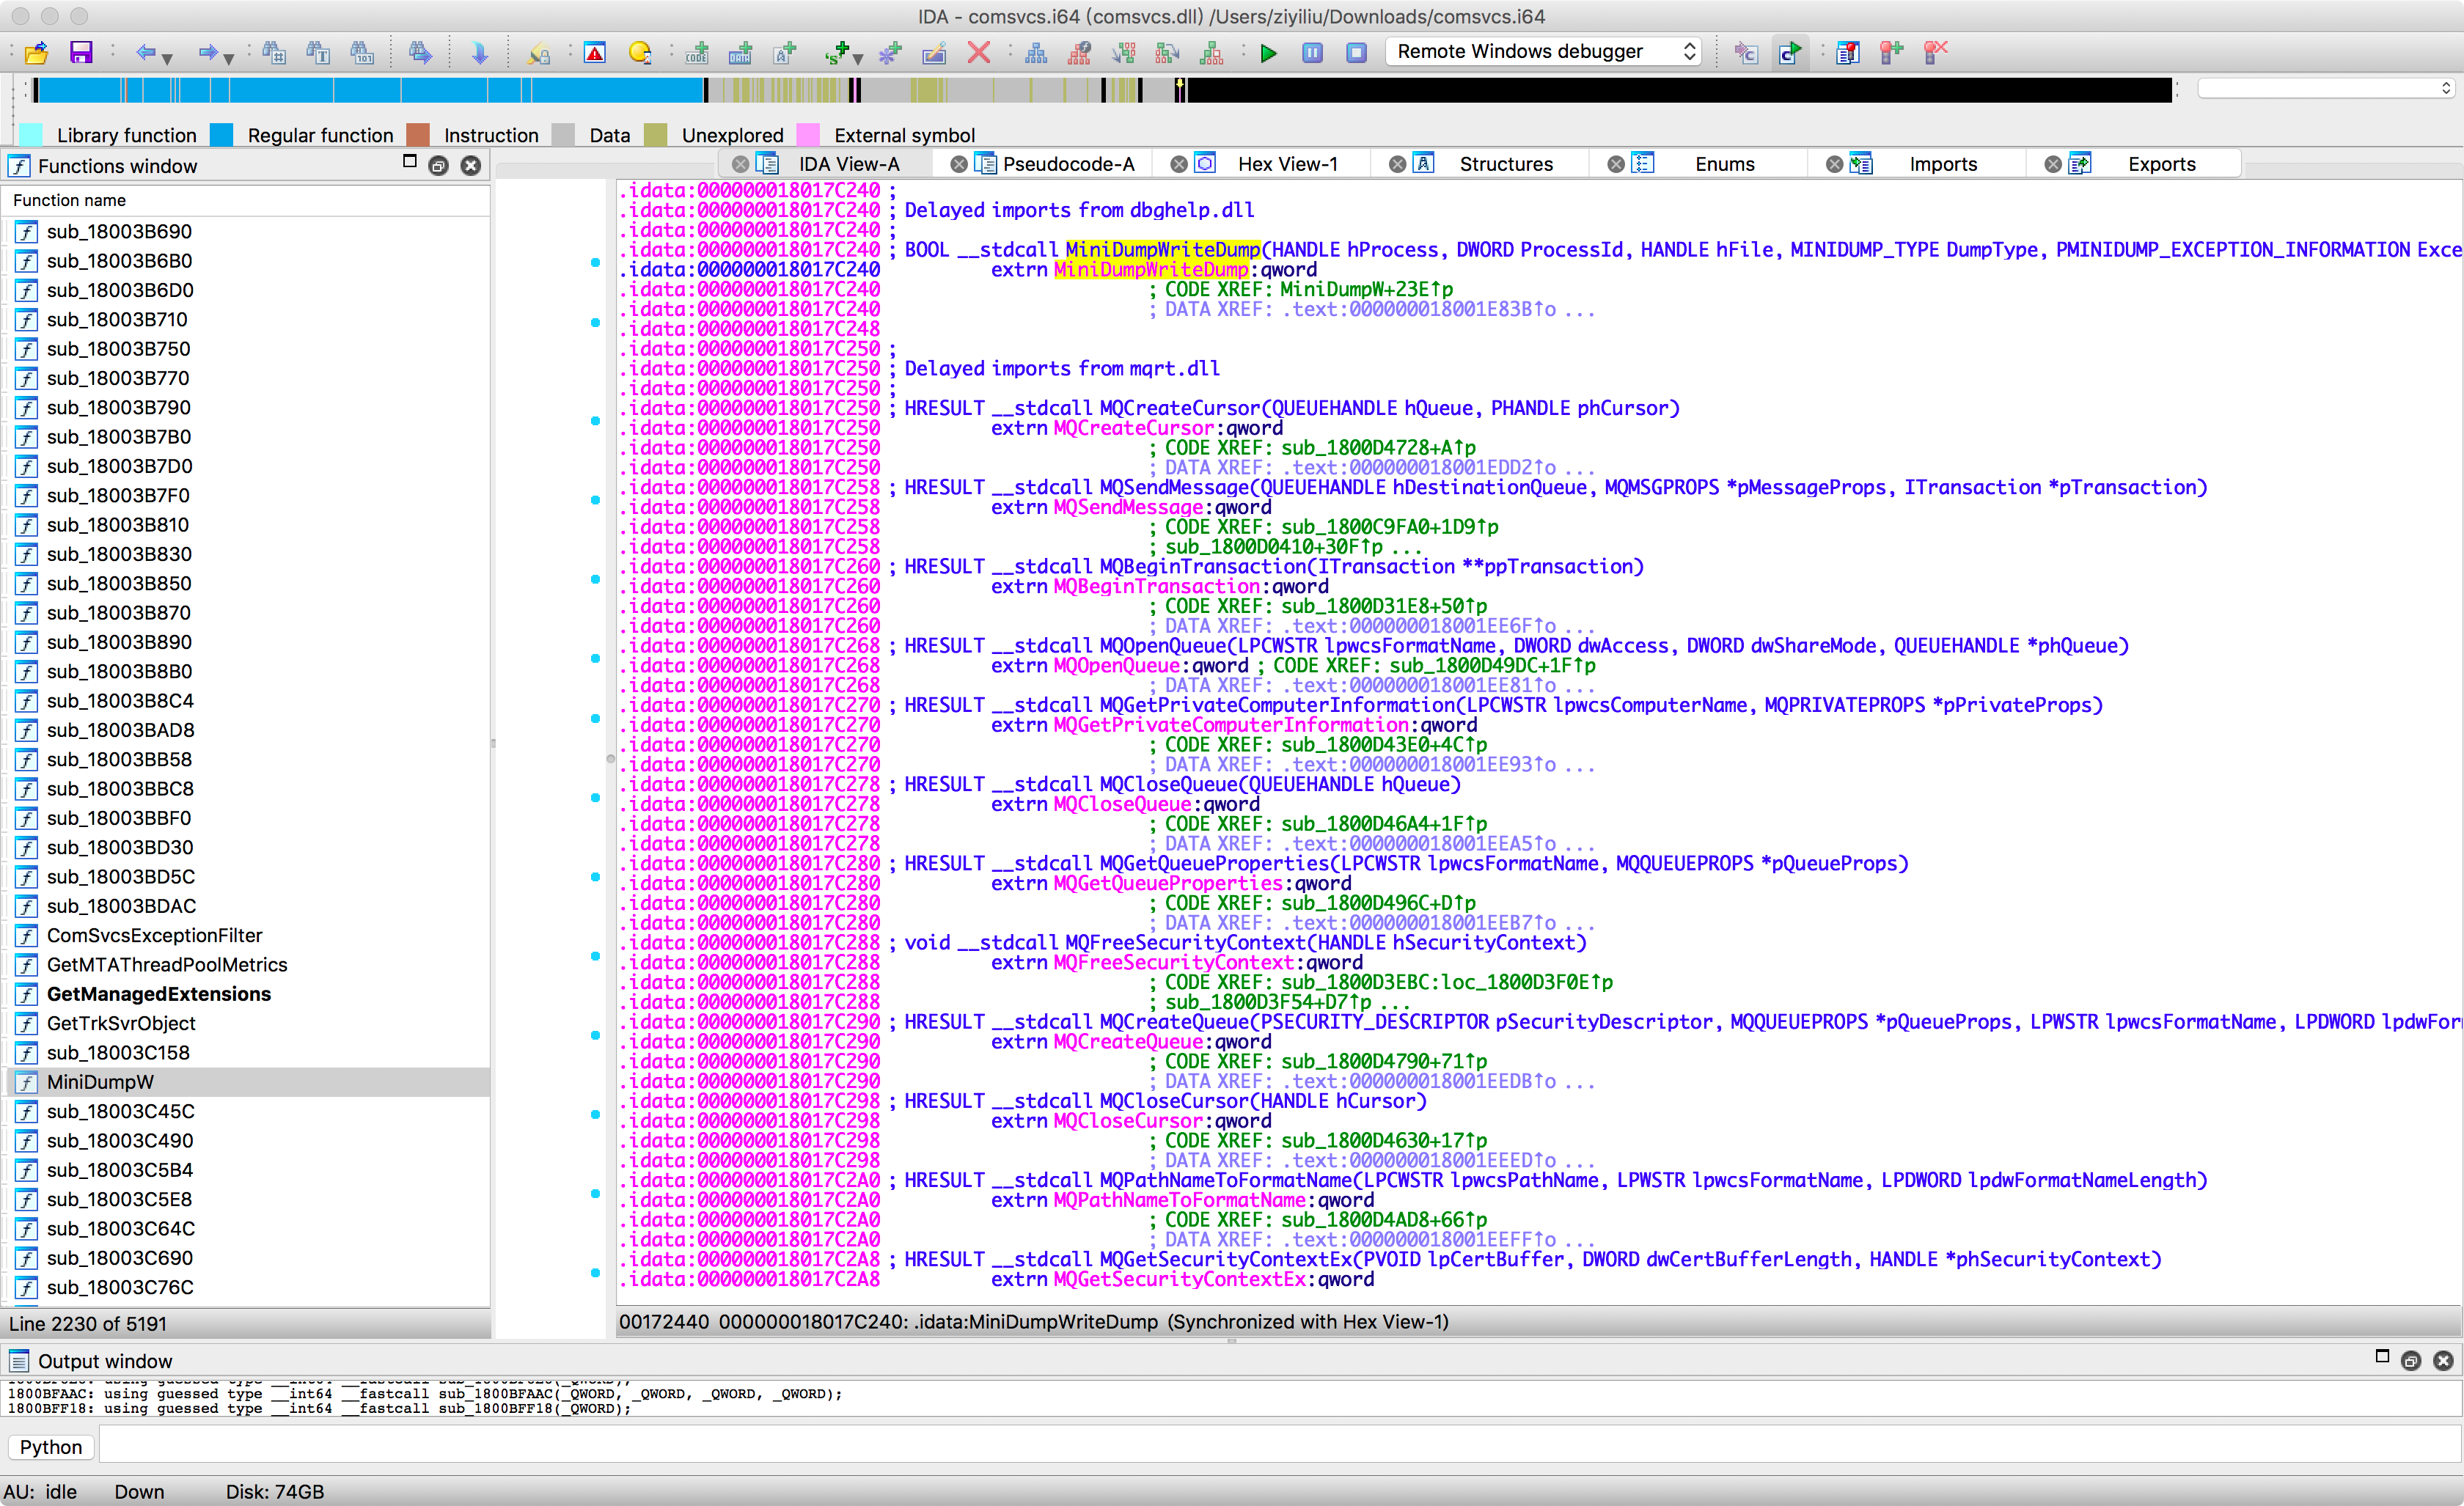 IDA - comsvcs.i64 (comsvcs.dll) /Users/ziyiliu/Downloads/comsvcs.i64
Remote Windows debugger
Library function Regular function Instruction Data Unexplored External symbol
Functions window
IDA View-A Pseudocode-A Hex View-1 Structures Enums Imports Exports
Function name
sub_18003B690
sub_18003B6B0
sub_18003B6D0
sub_18003B710
sub_18003B750
sub_18003B770
sub_18003B790
sub_18003B7B0
sub_18003B7D0
sub_18003B7F0
sub_18003B810
sub_18003B830
sub_18003B850
sub_18003B870
sub_18003B890
sub_18003B8B0
sub_18003B8C4
sub_18003BAD8
sub_18003BB58
sub_18003BBC8
sub_18003BBF0
sub_18003BD30
sub_18003BD5C
sub_18003BDAC
ComSvcsExceptionFilter
GetMTAThreadPoolMetrics
GetManagedExtensions
GetTrkSvrObject
sub_18003C158
MiniDumpW
sub_18003C45C
sub_18003C490
sub_18003C5B4
sub_18003C5E8
sub_18003C64C
sub_18003C690
sub_18003C76C
Line 2230 of 5191
.idata:000000018017C240 ;
.idata:000000018017C240 ; Delayed imports from dbghelp.dll
.idata:000000018017C240 ;
.idata:000000018017C240 ; BOOL __stdcall MiniDumpWriteDump(HANDLE hProcess, DWORD ProcessId, HANDLE hFile, MINIDUMP_TYPE DumpType, PMINIDUMP_EXCEPTION_INFORMATION Exce
.idata:000000018017C240 extrn MiniDumpWriteDump:qword
.idata:000000018017C240 ; CODE XREF: MiniDumpW+23E↑p
.idata:000000018017C240 ; DATA XREF: .text:000000018001E83B↑o ...
.idata:000000018017C248
.idata:000000018017C250 ;
.idata:000000018017C250 ; Delayed imports from mqrt.dll
.idata:000000018017C250 ;
.idata:000000018017C250 ; HRESULT __stdcall MQCreateCursor(QUEUEHANDLE hQueue, PHANDLE phCursor)
.idata:000000018017C250 extrn MQCreateCursor:qword
.idata:000000018017C250 ; CODE XREF: sub_1800D4728+A↑p
.idata:000000018017C250 ; DATA XREF: .text:000000018001EDD2↑o ...
.idata:000000018017C258 ; HRESULT __stdcall MQSendMessage(QUEUEHANDLE hDestinationQueue, MQMSGPROPS *pMessageProps, ITransaction *pTransaction)
.idata:000000018017C258 extrn MQSendMessage:qword
.idata:000000018017C258 ; CODE XREF: sub_1800C9FA0+1D9↑p
.idata:000000018017C258 ; sub_1800D0410+30F↑p ...
.idata:000000018017C260 ; HRESULT __stdcall MQBeginTransaction(ITransaction **ppTransaction)
.idata:000000018017C260 extrn MQBeginTransaction:qword
.idata:000000018017C260 ; CODE XREF: sub_1800D31E8+50↑p
.idata:000000018017C260 ; DATA XREF: .text:000000018001EE6F↑o ...
.idata:000000018017C268 ; HRESULT __stdcall MQOpenQueue(LPCWSTR lpwcsFormatName, DWORD dwAccess, DWORD dwShareMode, QUEUEHANDLE *phQueue)
.idata:000000018017C268 extrn MQOpenQueue:qword ; CODE XREF: sub_1800D49DC+1F↑p
.idata:000000018017C268 ; DATA XREF: .text:000000018001EE81↑o ...
.idata:000000018017C270 ; HRESULT __stdcall MQGetPrivateComputerInformation(LPCWSTR lpwcsComputerName, MQPRIVATEPROPS *pPrivateProps)
.idata:000000018017C270 extrn MQGetPrivateComputerInformation:qword
.idata:000000018017C270 ; CODE XREF: sub_1800D43E0+4C↑p
.idata:000000018017C270 ; DATA XREF: .text:000000018001EE93↑o ...
.idata:000000018017C278 ; HRESULT __stdcall MQCloseQueue(QUEUEHANDLE hQueue)
.idata:000000018017C278 extrn MQCloseQueue:qword
.idata:000000018017C278 ; CODE XREF: sub_1800D46A4+1F↑p
.idata:000000018017C278 ; DATA XREF: .text:000000018001EEA5↑o ...
.idata:000000018017C280 ; HRESULT __stdcall MQGetQueueProperties(LPCWSTR lpwcsFormatName, MQQUEUEPROPS *pQueueProps)
.idata:000000018017C280 extrn MQGetQueueProperties:qword
.idata:000000018017C280 ; CODE XREF: sub_1800D496C+D↑p
.idata:000000018017C280 ; DATA XREF: .text:000000018001EEB7↑o ...
.idata:000000018017C288 ; void __stdcall MQFreeSecurityContext(HANDLE hSecurityContext)
.idata:000000018017C288 extrn MQFreeSecurityContext:qword
.idata:000000018017C288 ; CODE XREF: sub_1800D3EBC:loc_1800D3F0E↑p
.idata:000000018017C288 ; sub_1800D3F54+D7↑p ...
.idata:000000018017C290 ; HRESULT __stdcall MQCreateQueue(PSECURITY_DESCRIPTOR pSecurityDescriptor, MQQUEUEPROPS *pQueueProps, LPWSTR lpwcsFormatName, LPDWORD lpdwFor
.idata:000000018017C290 extrn MQCreateQueue:qword
.idata:000000018017C290 ; CODE XREF: sub_1800D4790+71↑p
.idata:000000018017C290 ; DATA XREF: .text:000000018001EEDB↑o ...
.idata:000000018017C298 ; HRESULT __stdcall MQCloseCursor(HANDLE hCursor)
.idata:000000018017C298 extrn MQCloseCursor:qword
.idata:000000018017C298 ; CODE XREF: sub_1800D4630+17↑p
.idata:000000018017C298 ; DATA XREF: .text:000000018001EEED↑o ...
.idata:000000018017C2A0 ; HRESULT __stdcall MQPathNameToFormatName(LPCWSTR lpwcsPathName, LPWSTR lpwcsFormatName, LPDWORD lpdwFormatNameLength)
.idata:000000018017C2A0 extrn MQPathNameToFormatName:qword
.idata:000000018017C2A0 ; CODE XREF: sub_1800D4AD8+66↑p
.idata:000000018017C2A0 ; DATA XREF: .text:000000018001EEFF↑o ...
.idata:000000018017C2A8 ; HRESULT __stdcall MQGetSecurityContextEx(PVOID lpCertBuffer, DWORD dwCertBufferLength, HANDLE *phSecurityContext)
.idata:000000018017C2A8 extrn MQGetSecurityContextEx:qword
00172440 000000018017C240: .idata:MiniDumpWriteDump (Synchronized with Hex View-1)
Output window
1800BFAAC: using guessed type __int64 __fastcall sub_1800BFAAC(_QWORD, _QWORD, _QWORD, _QWORD);
1800BFF18: using guessed type __int64 __fastcall sub_1800BFF18(_QWORD);
Python
AU: idle Down Disk: 74GB